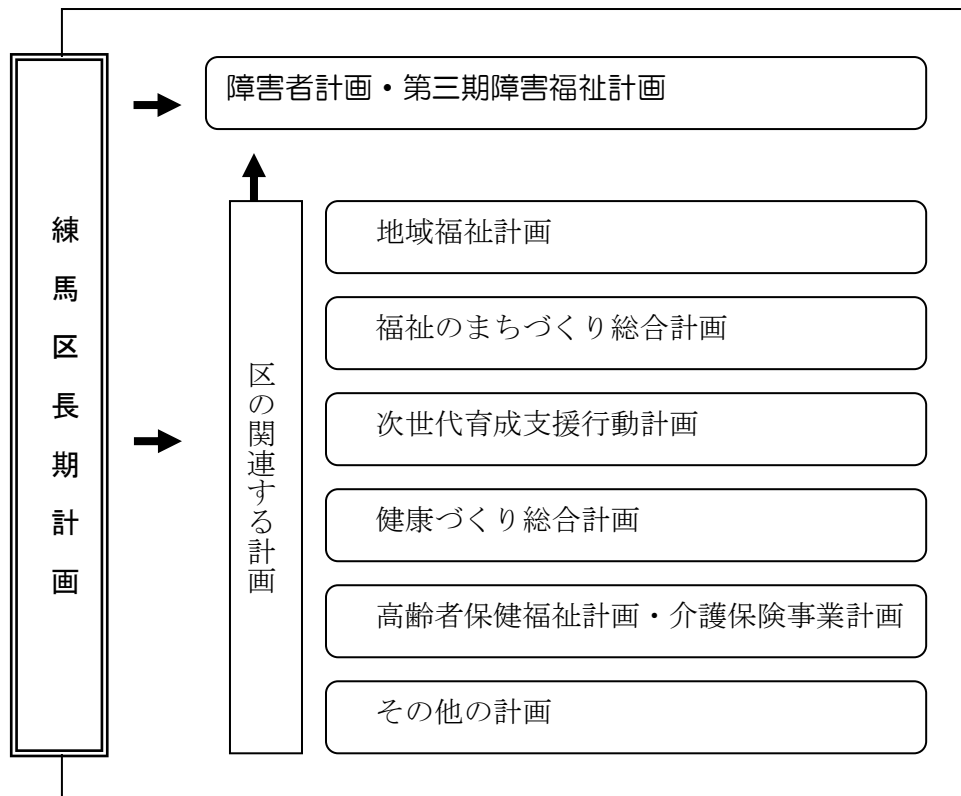 練馬区長期計画
障害者計画・第三期障害福祉計画
区の関連する計画
地域福祉計画
福祉のまちづくり総合計画
次世代育成支援行動計画
健康づくり総合計画
高齢者保健福祉計画・介護保険事業計画
その他の計画